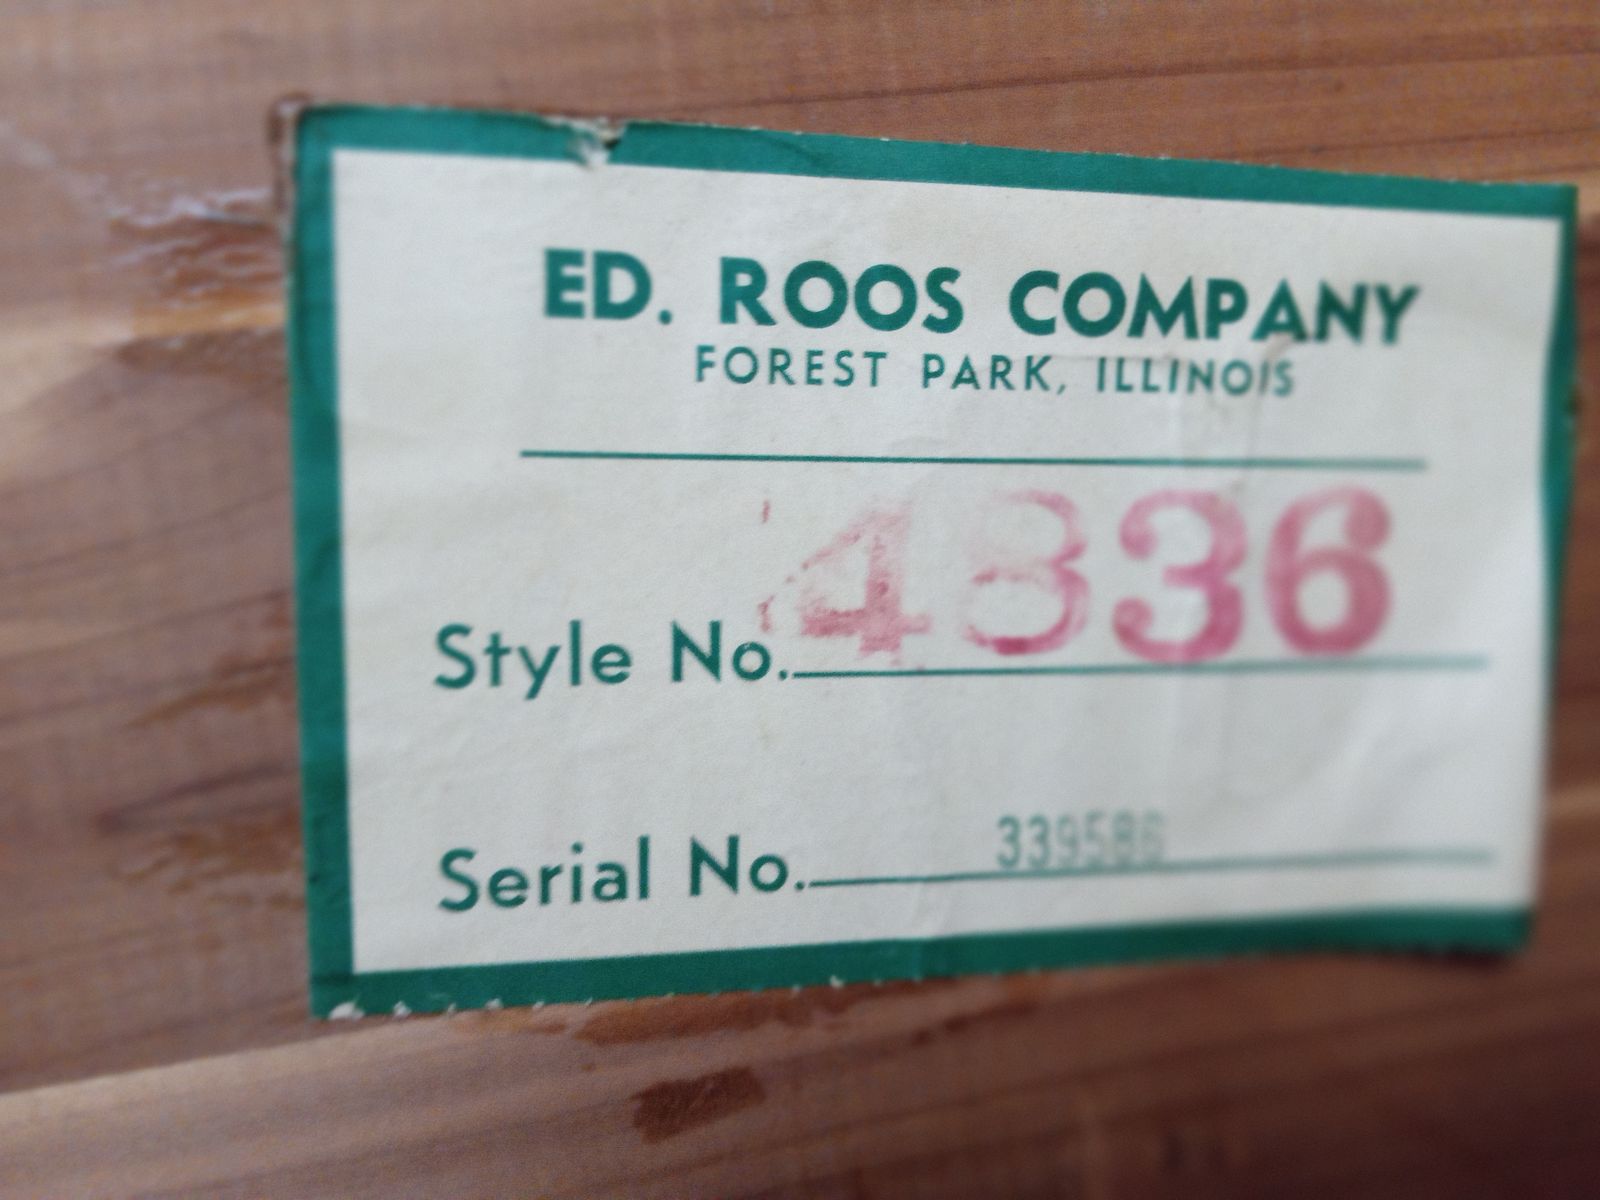 ED. ROOS COMPANY
FOREST PARK, ILLINOIS
Style No. 4836
Serial No. 339586